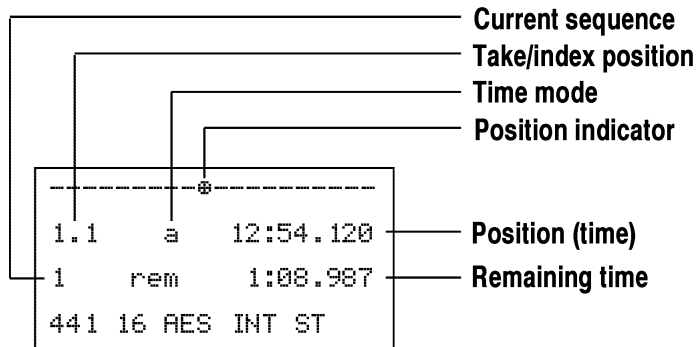 Current sequence
Take/index position
Time mode
Position indicator
1.1 a 12:54.120
Position (time)
1 rem 1:08.987
Remaining time
441 16 AES INT ST